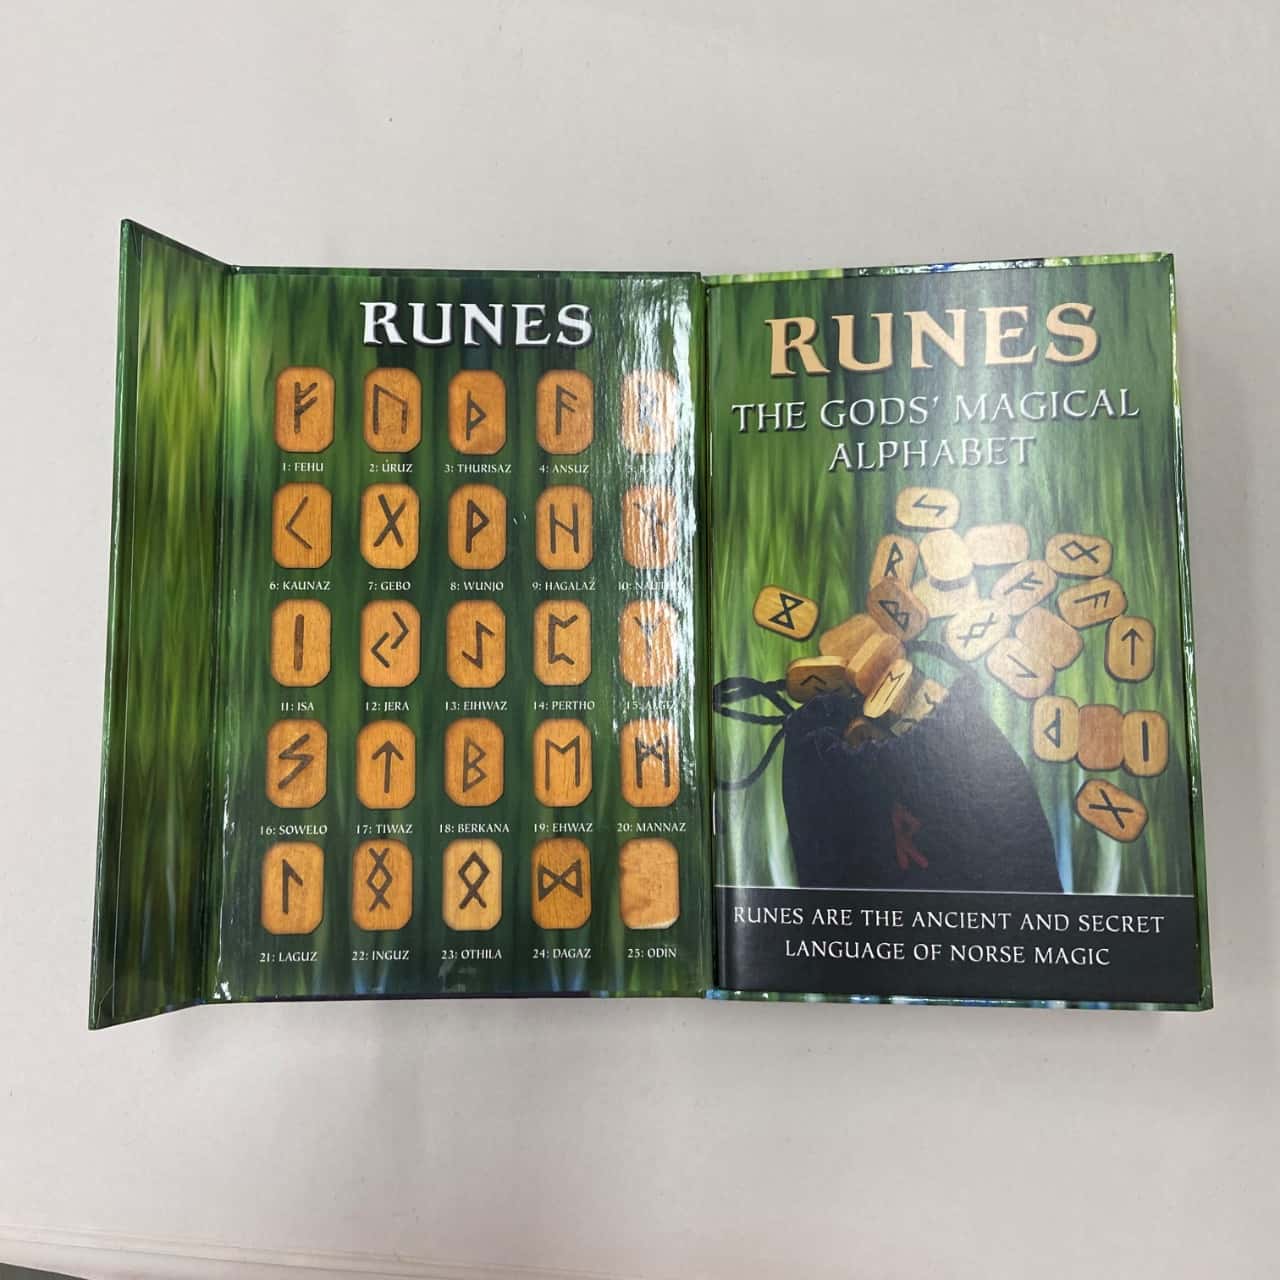 RUNES
1: FEHU 2: URUZ 3: THURISAZ 4: ANSUZ
6: KAUNAZ 7: GEBO 8: WUNJO 9: HAGALAZ
11: ISA 12: JERA 13: EIHWAZ 14: PERTHO
16: SOWELO 17: TIWAZ 18: BERKANA 19: EHWAZ 20: MANNAZ
21: LAGUZ 22: INGUZ 23: OTHILA 24: DAGAZ 25: ODIN
RUNES
THE GODS' MAGICAL
ALPHABET
RUNES ARE THE ANCIENT AND SECRET
LANGUAGE OF NORSE MAGIC